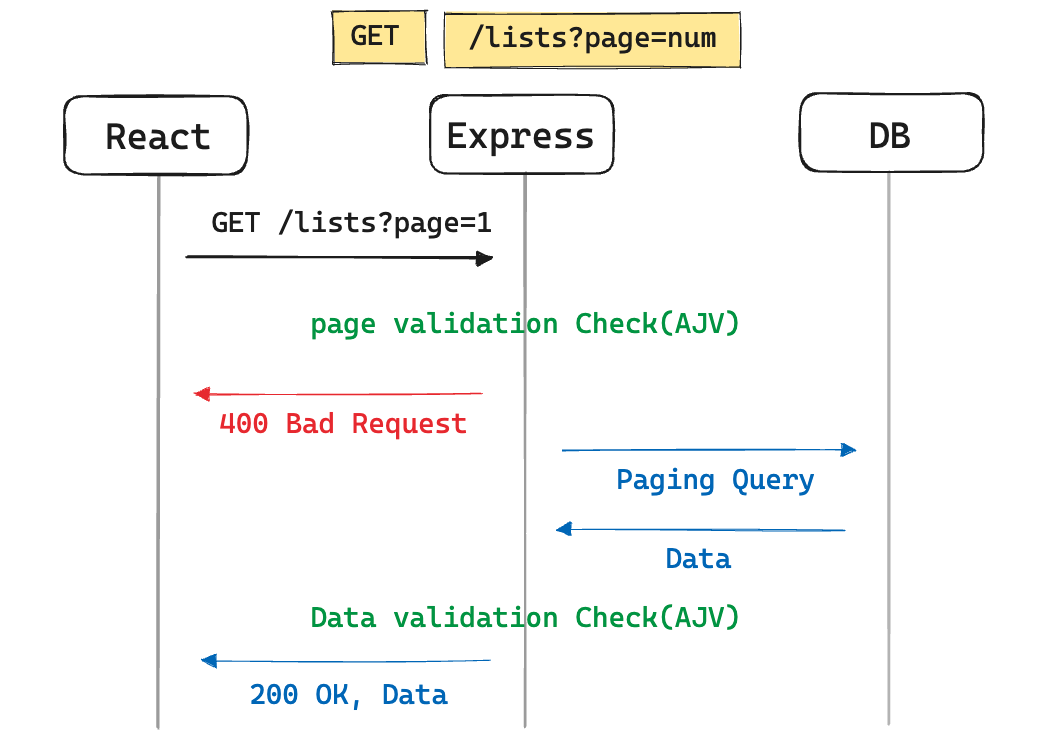 GET /lists?page=num
React Express DB
GET /lists?page=1
page validation Check(AJV)
400 Bad Request
Paging Query
Data
Data validation Check(AJV)
200 OK, Data